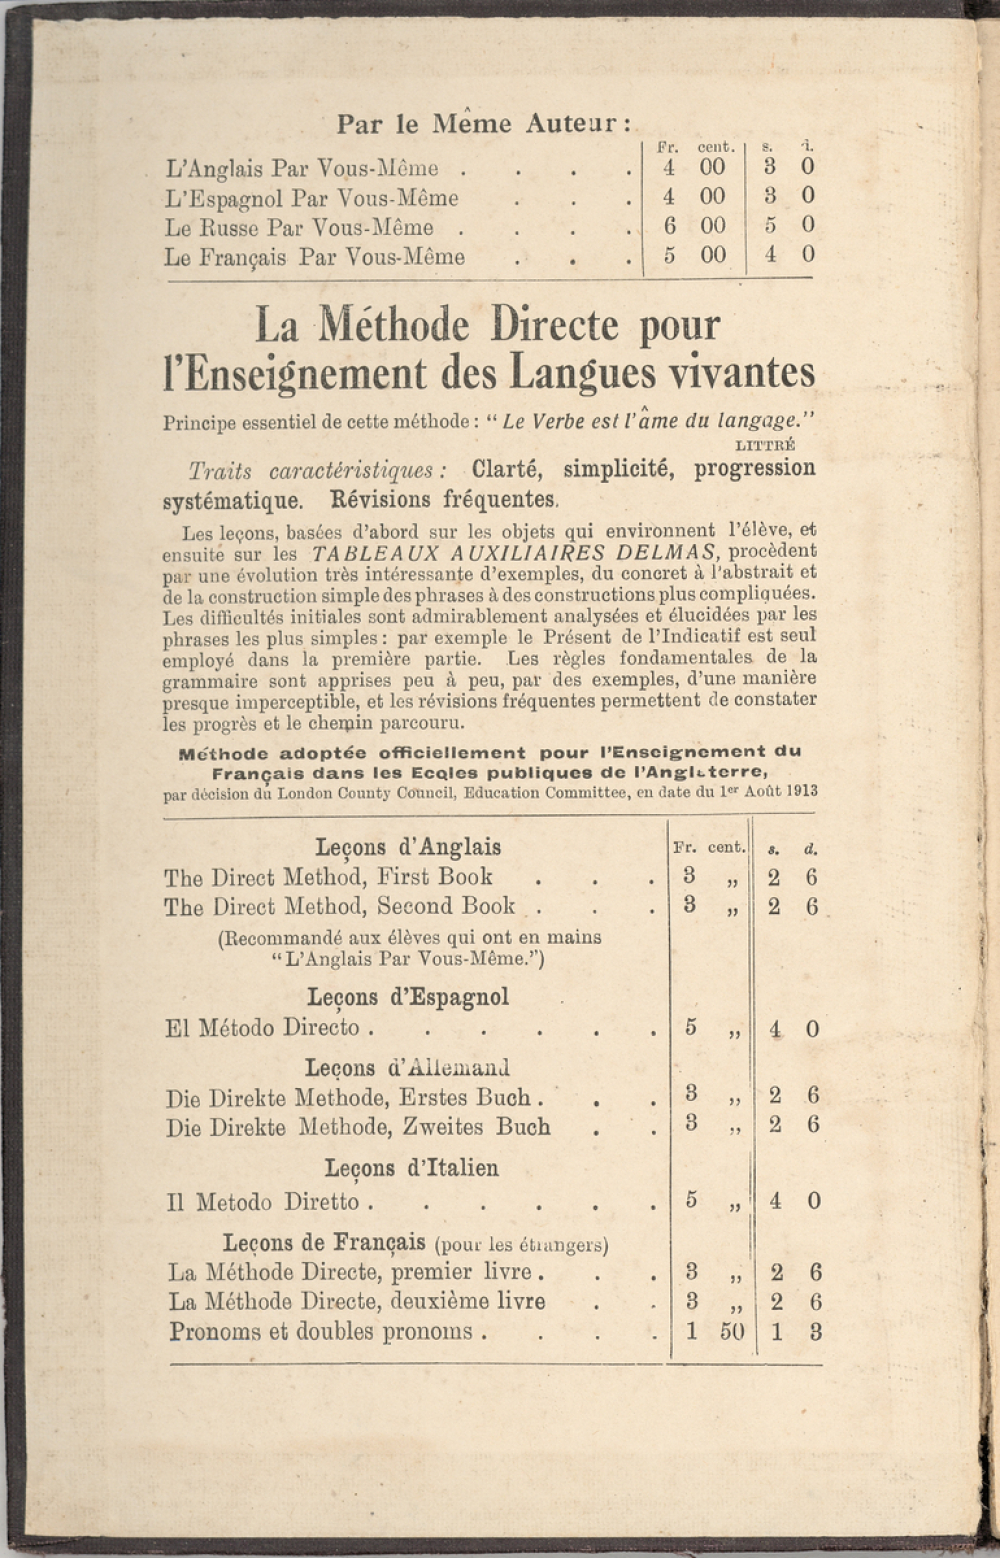 Par le Même Auteur :
Fr. cent. s. d.
L'Anglais Par Vous-Même . . . . 4 00 3 0
L'Espagnol Par Vous-Même . . . 4 00 3 0
Le Russe Par Vous-Même . . . . 6 00 5 0
Le Français Par Vous-Même . . . 5 00 4 0
La Méthode Directe pour
l'Enseignement des Langues vivantes
Principe essentiel de cette méthode : " Le Verbe est l'âme du langage."
LITTRÉ
Traits caractéristiques : Clarté, simplicité, progression
systématique. Révisions fréquentes.
Les leçons, basées d'abord sur les objets qui environnent l'élève, et
ensuite sur les TABLEAUX AUXILIAIRES DELMAS, procèdent
par une évolution très intéressante d'exemples, du concret à l'abstrait et
de la construction simple des phrases à des constructions plus compliquées.
Les difficultés initiales sont admirablement analysées et élucidées par les
phrases les plus simples : par exemple le Présent de l'Indicatif est seul
employé dans la première partie. Les règles fondamentales de la
grammaire sont apprises peu à peu, par des exemples, d'une manière
presque imperceptible, et les révisions fréquentes permettent de constater
les progrès et le chemin parcouru.
Méthode adoptée officiellement pour l'Enseignement du
Français dans les Ecoles publiques de l'Angleterre,
par décision du London County Council, Education Committee, en date du 1er Août 1913
Leçons d'Anglais Fr. cent. s. d.
The Direct Method, First Book . . . 3 ,, 2 6
The Direct Method, Second Book . . . 3 ,, 2 6
(Recommandé aux élèves qui ont en mains
"L'Anglais Par Vous-Même.")
Leçons d'Espagnol
El Método Directo . . . . . . 5 ,, 4 0
Leçons d'Allemand
Die Direkte Methode, Erstes Buch . . . 3 ,, 2 6
Die Direkte Methode, Zweites Buch . . 3 ,, 2 6
Leçons d'Italien
Il Metodo Diretto . . . . . . 5 ,, 4 0
Leçons de Français (pour les étrangers)
La Méthode Directe, premier livre . . . 3 ,, 2 6
La Méthode Directe, deuxième livre . . 3 ,, 2 6
Pronoms et doubles pronoms . . . . 1 50 1 3